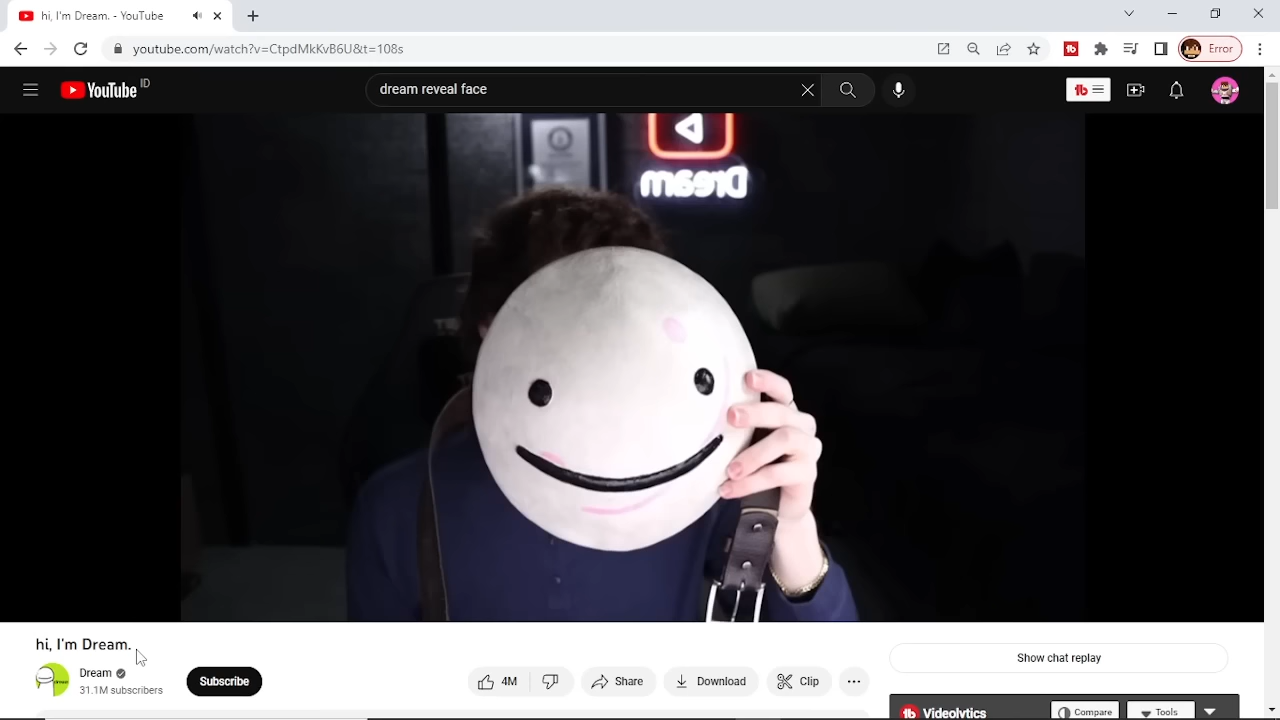 hi, I'm Dream. - YouTube
youtube.com/watch?v=CtpdMkKvB6U&t=108s
Error
YouTube ID
dream reveal face
Dream
hi, I'm Dream.
Dream
31.1M subscribers
Subscribe
4M
Share
Download
Clip
Show chat replay
Videolytics
Compare
Tools